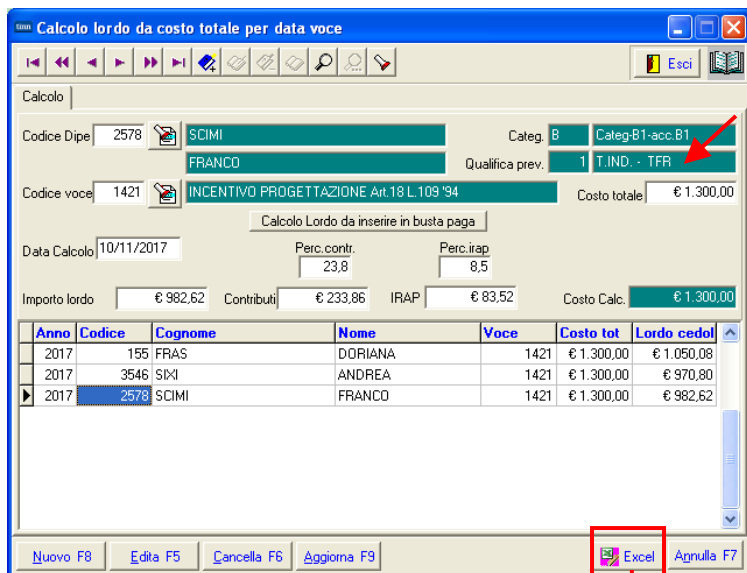 TINN Calcolo lordo da costo totale per data voce
Esci
Calcolo
Codice Dipe 2578 SCIMI Categ. B Categ-B1-acc.B1
FRANCO Qualifica prev. 1 T.IND. - TFR
Codice voce 1421 INCENTIVO PROGETTAZIONE Art.18 L.109 '94 Costo totale € 1.300,00
Calcolo Lordo da inserire in busta paga
Data Calcolo 10/11/2017 Perc.contr. Perc.irap
23,8 8,5
Importo lordo € 982,62 Contributi € 233,86 IRAP € 83,52 Costo Calc. € 1.300,00
Anno Codice Cognome Nome Voce Costo tot Lordo cedol
2017 155 FRAS DORIANA 1421 € 1.300,00 € 1.050,08
2017 3546 SIXI ANDREA 1421 € 1.300,00 € 970,80
2017 2578 SCIMI FRANCO 1421 € 1.300,00 € 982,62
Nuovo F8 Edita F5 Cancella F6 Aggiorna F9 Excel Annulla F7